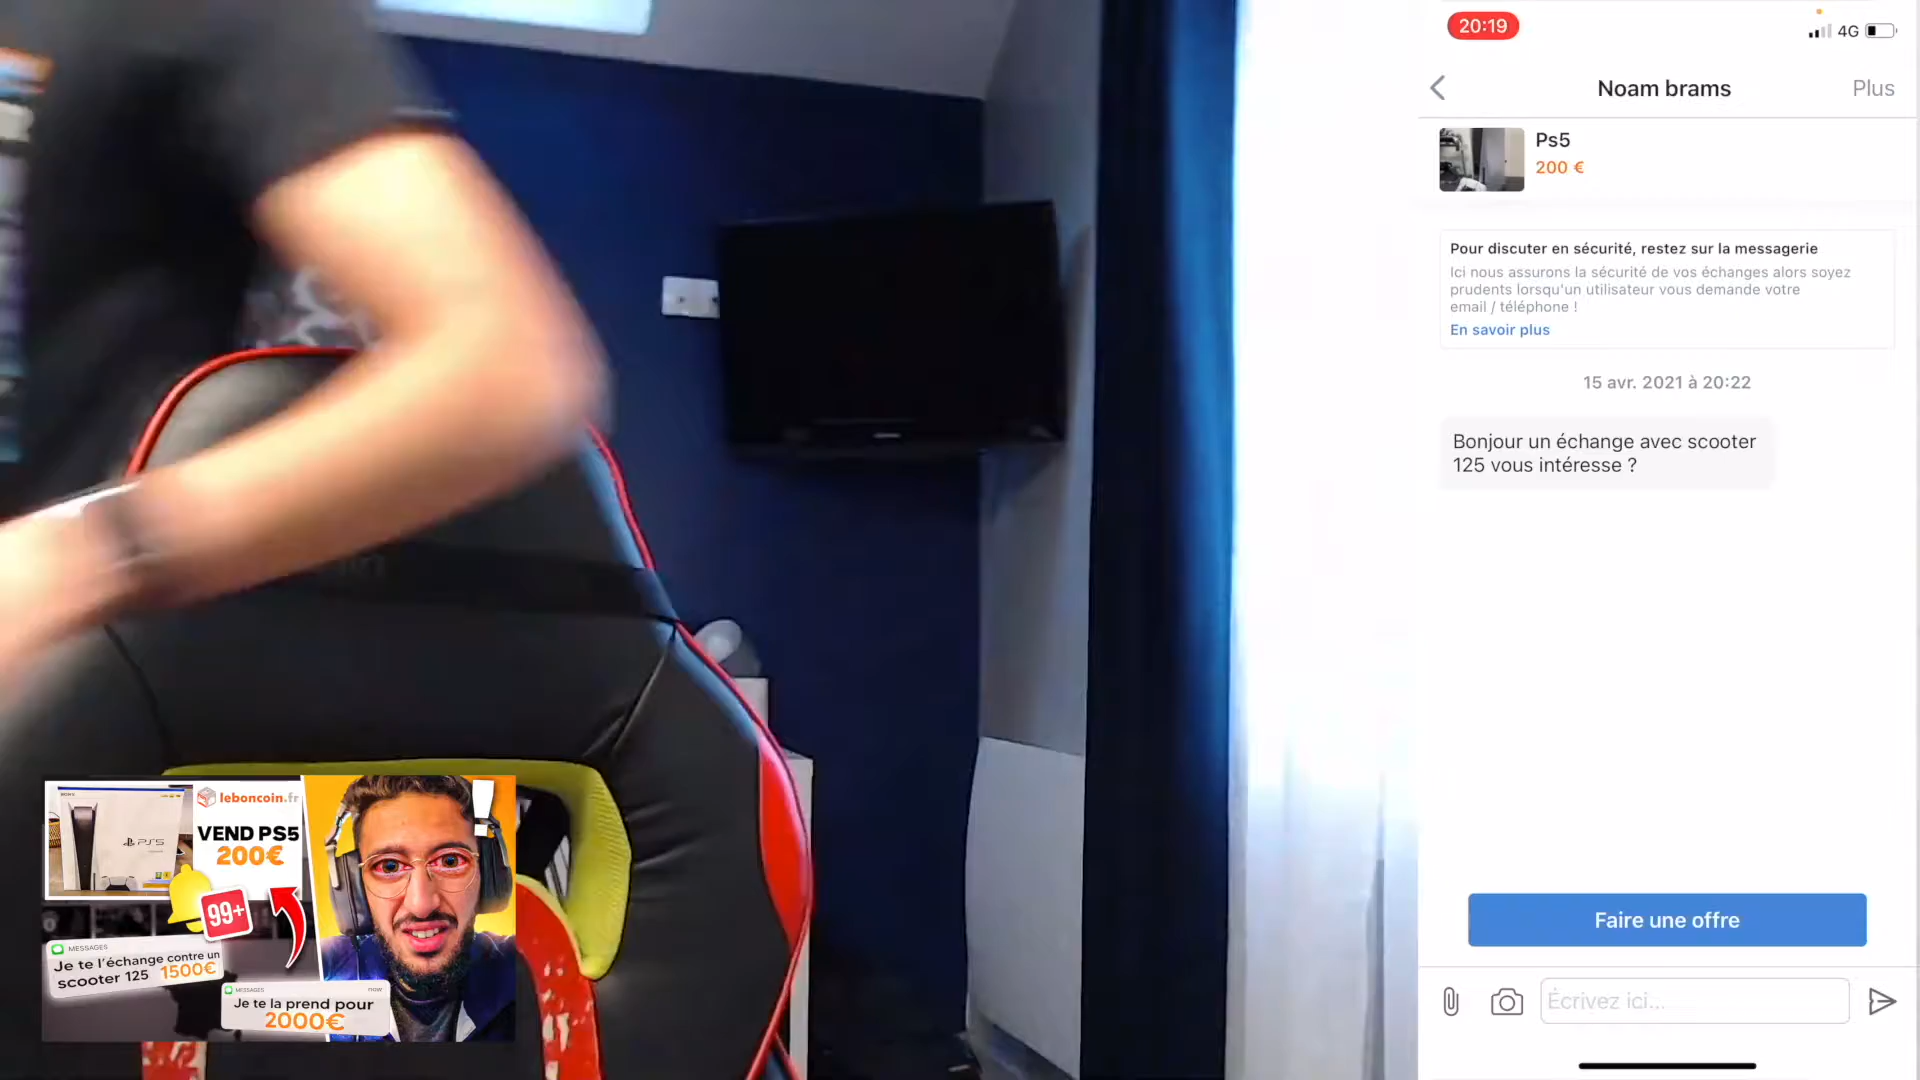 20:19
4G
Noam brams
Plus
Ps5
200 €
Pour discuter en sécurité, restez sur la messagerie
Ici nous assurons la sécurité de vos échanges alors soyez
prudents lorsqu'un utilisateur vous demande votre
email / téléphone !
En savoir plus
15 avr. 2021 à 20:22
Bonjour un échange avec scooter
125 vous intéresse ?
Faire une offre
Écrivez ici...
leboncoin.fr
VEND PS5
200€
PS5
99+
MESSAGES
Je te l'échange contre un
scooter 125 1500€
MESSAGES
now
Je te la prend pour
2000€